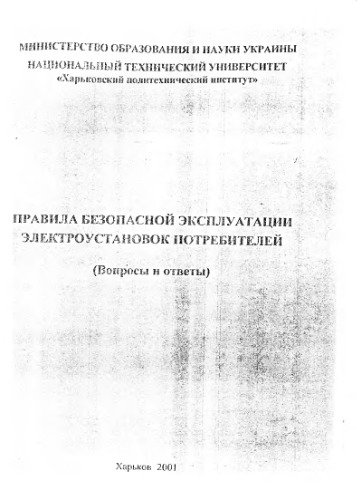 МИНИСТЕРСТВО ОБРАЗОВАНИЯ И НАУКИ УКРАИНЫ
НАЦИОНАЛЬНЫЙ ТЕХНИЧЕСКИЙ УНИВЕРСИТЕТ
«Харьковский политехнический институт»
ПРАВИЛА БЕЗОПАСНОЙ ЭКСПЛУАТАЦИИ
ЭЛЕКТРОУСТАНОВОК ПОТРЕБИТЕЛЕЙ
(Вопросы и ответы)
Харьков 2001